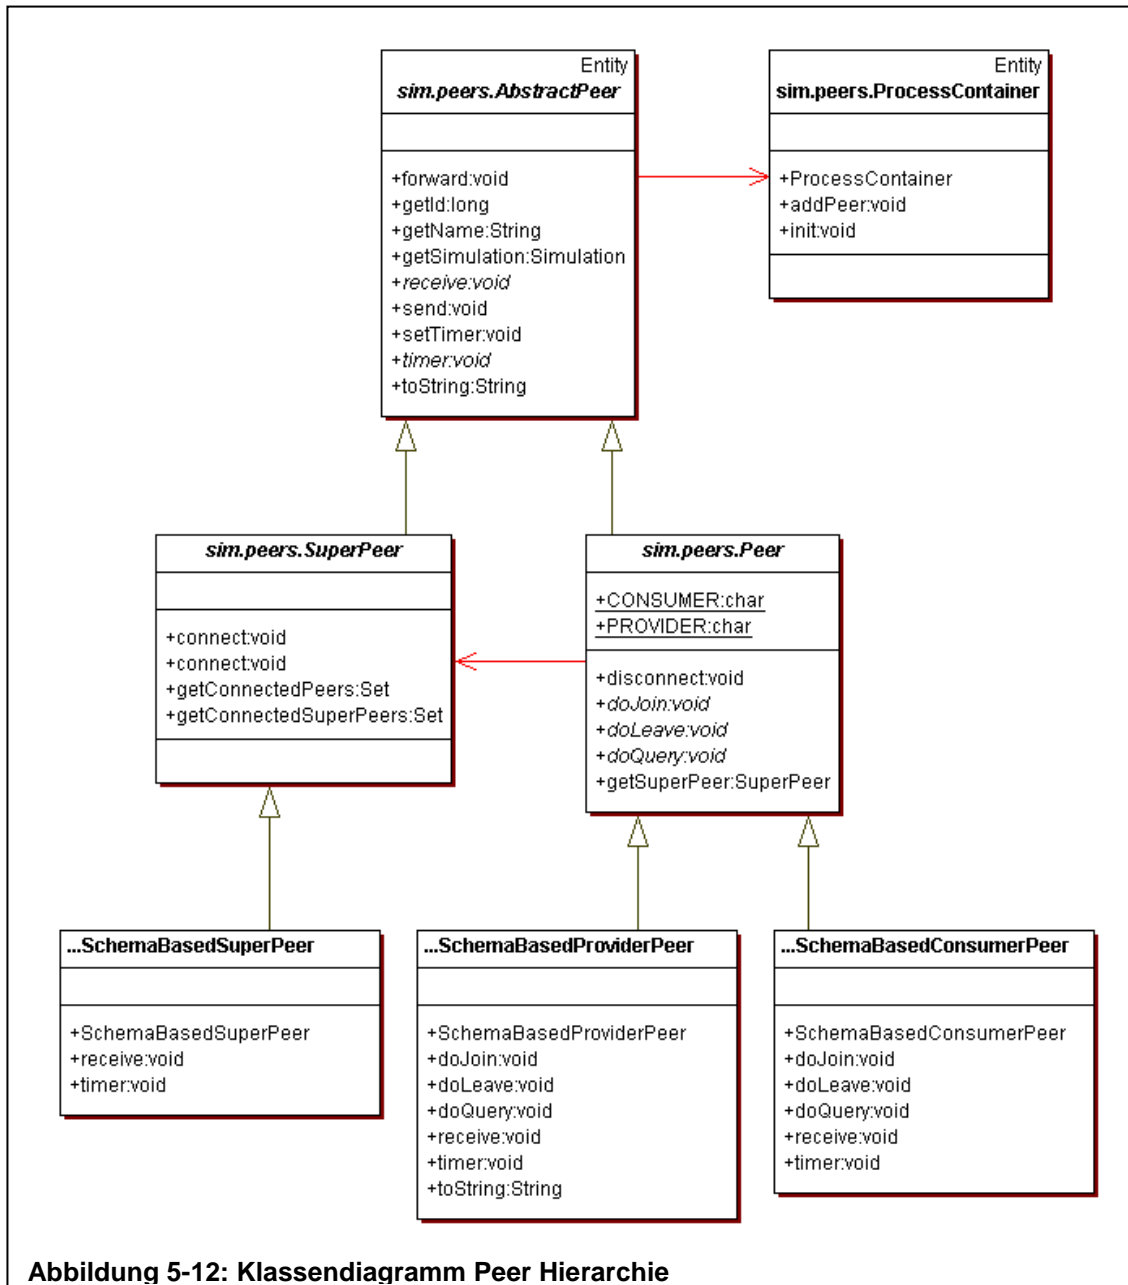 Entity
sim.peers.AbstractPeer
+forward:void
+getId:long
+getName:String
+getSimulation:Simulation
+receive:void
+send:void
+setTimer:void
+timer:void
+toString:String
Entity
sim.peers.ProcessContainer
+ProcessContainer
+addPeer:void
+init:void
sim.peers.SuperPeer
+connect:void
+connect:void
+getConnectedPeers:Set
+getConnectedSuperPeers:Set
sim.peers.Peer
+CONSUMER:char
+PROVIDER:char
+disconnect:void
+doJoin:void
+doLeave:void
+doQuery:void
+getSuperPeer:SuperPeer
...SchemaBasedSuperPeer
+SchemaBasedSuperPeer
+receive:void
+timer:void
...SchemaBasedProviderPeer
+SchemaBasedProviderPeer
+doJoin:void
+doLeave:void
+doQuery:void
+receive:void
+timer:void
+toString:String
...SchemaBasedConsumerPeer
+SchemaBasedConsumerPeer
+doJoin:void
+doLeave:void
+doQuery:void
+receive:void
+timer:void
Abbildung 5-12: Klassendiagramm Peer Hierarchie